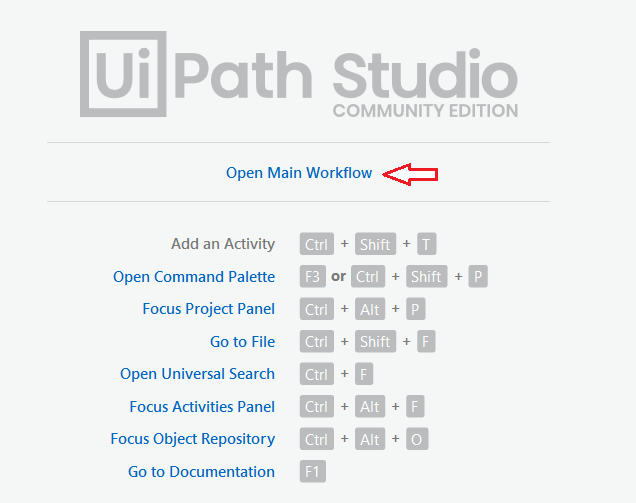 UiPath Studio
COMMUNITY EDITION
Open Main Workflow
Add an Activity Ctrl + Shift + T
Open Command Palette F3 or Ctrl + Shift + P
Focus Project Panel Ctrl + Alt + P
Go to File Ctrl + Shift + F
Open Universal Search Ctrl + F
Focus Activities Panel Ctrl + Alt + F
Focus Object Repository Ctrl + Alt + O
Go to Documentation F1